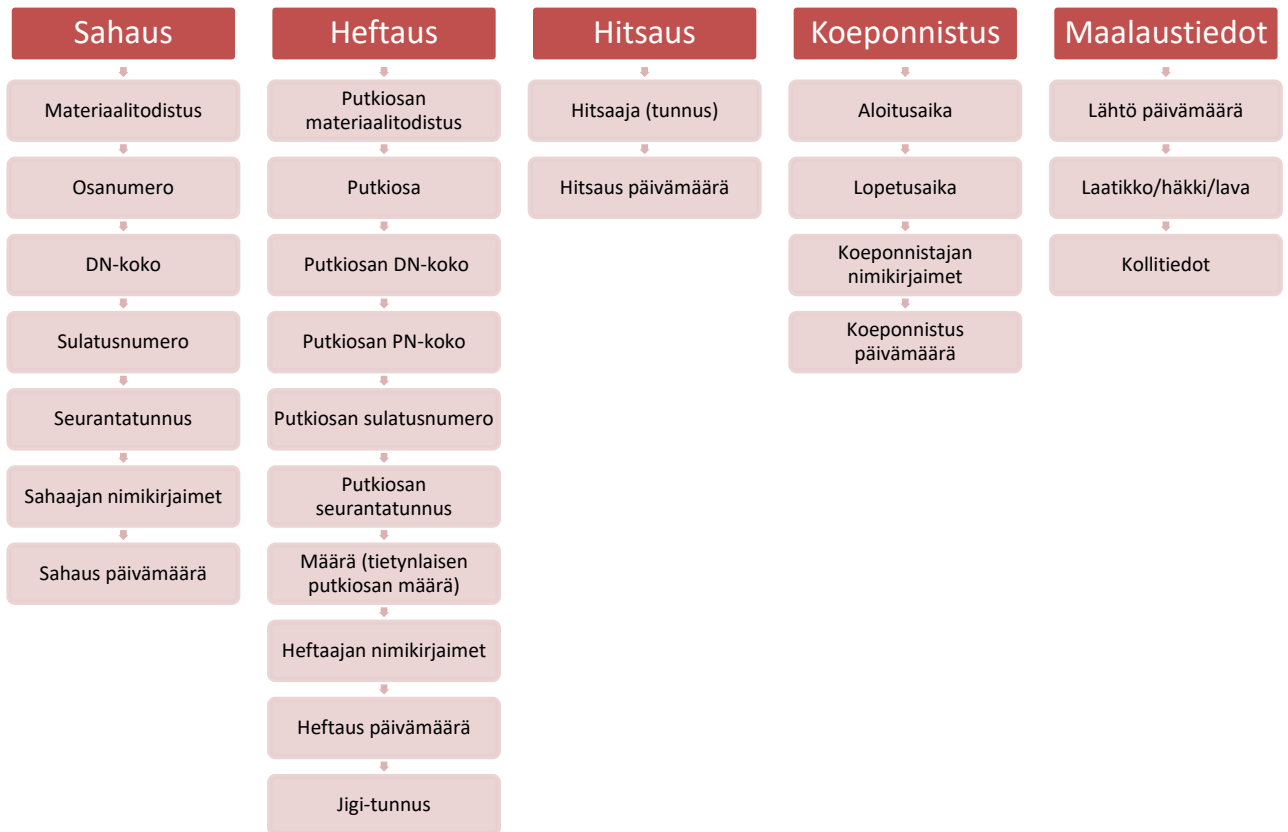 Sahaus
Materiaalitodistus
Osanumero
DN-koko
Sulatusnumero
Seurantatunnus
Sahaajan nimikirjaimet
Sahaus päivämäärä
Heftaus
Putkiosan
materiaalitodistus
Putkiosa
Putkiosan DN-koko
Putkiosan PN-koko
Putkiosan sulatusnumero
Putkiosan
seurantatunnus
Määrä (tietynlaisen
putkiosan määrä)
Heftaajan nimikirjaimet
Heftaus päivämäärä
Jigi-tunnus
Hitsaus
Hitsaaja (tunnus)
Hitsaus päivämäärä
Koeponnistus
Aloitusaika
Lopetusaika
Koeponnistajan
nimikirjaimet
Koeponnistus
päivämäärä
Maalaustiedot
Lähtö päivämäärä
Laatikko/häkki/lava
Kollitiedot